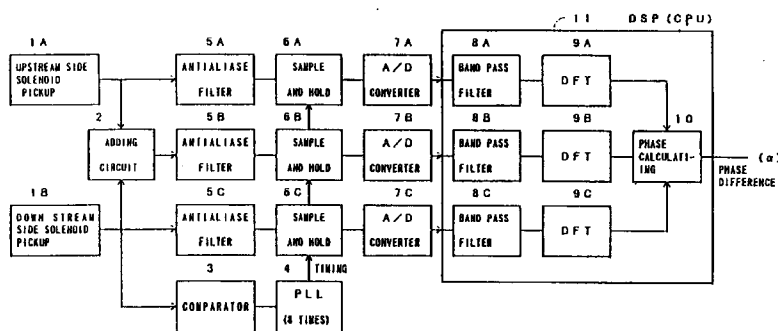 11 DSP (CPU)
1A 5A 6A 7A 8A 9A
UPSTREAM SIDE
SOLENOID
PICKUP
ANTIALIASE
FILTER
SAMPLE
AND HOLD
A/D
CONVERTER
BAND PASS
FILTER
DFT
2 5B 6B 7B 8B 9B 10
ADDING
CIRCUIT
ANTIALIASE
FILTER
SAMPLE
AND HOLD
A/D
CONVERTER
BAND PASS
FILTER
DFT
PHASE
CALCULATI-
NG
(α)
PHASE
DIFFERENCE
1B 5C 6C 7C 8C 9C
DOWN STREAM
SIDE SOLENOID
PICKUP
ANTIALIASE
FILTER
SAMPLE
AND HOLD
A/D
CONVERTER
BAND PASS
FILTER
DFT
3 4 TIMING
COMPARATOR
PLL
(8 TIMES)